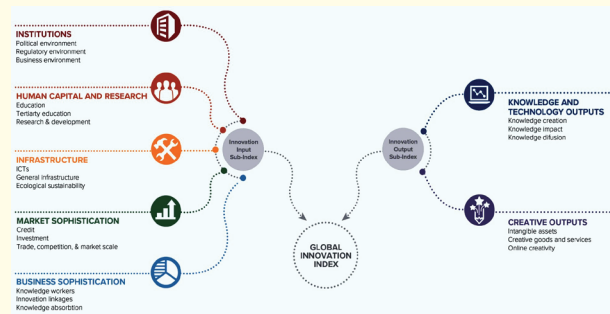 INSTITUTIONS
Political environment
Regulatory environment
Business environment
HUMAN CAPITAL AND RESEARCH
Education
Tertiary education
Research & development
INFRASTRUCTURE
ICTs
General infrastructure
Ecological sustainability
MARKET SOPHISTICATION
Credit
Investment
Trade, competition, & market scale
BUSINESS SOPHISTICATION
Knowledge workers
Innovation linkages
Knowledge absorbtion
Innovation
Input
Sub-Index
GLOBAL
INNOVATION
INDEX
Innovation
Output
Sub-Index
KNOWLEDGE AND
TECHNOLOGY OUTPUTS
Knowledge creation
Knowledge impact
Knowledge difusion
CREATIVE OUTPUTS
Intangible assets
Creative goods and services
Online creativity